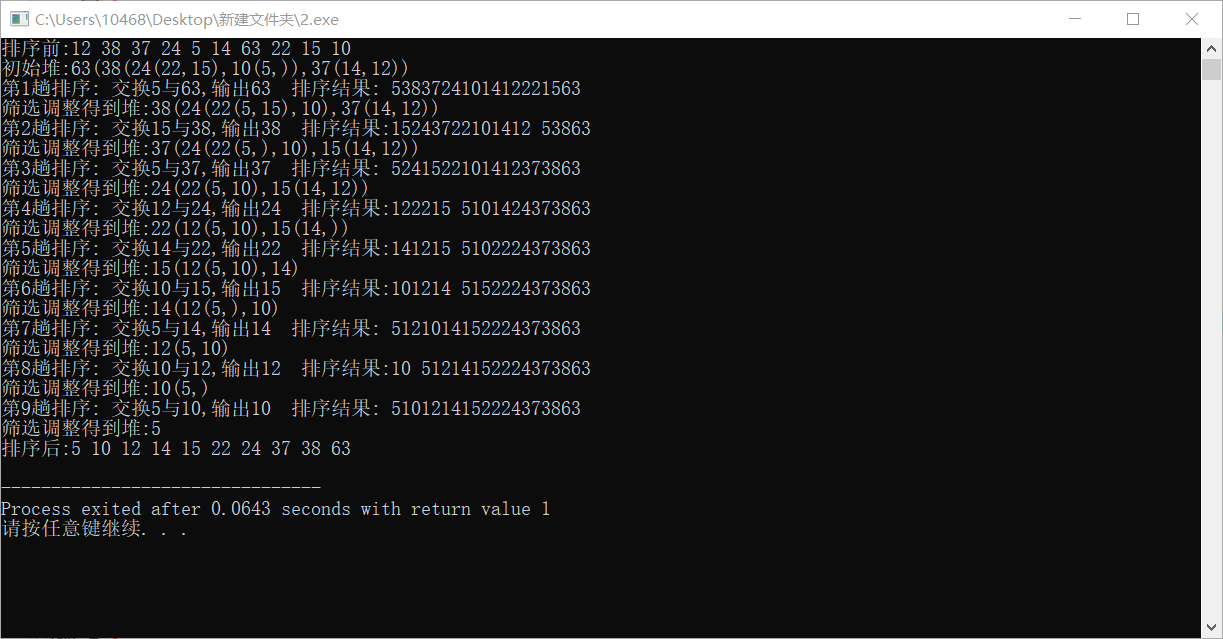 C:\Users\10468\Desktop\新建文件夹\2.exe
排序前:12 38 37 24 5 14 63 22 15 10
初始堆:63(38(24(22,15),10(5,)),37(14,12))
第1趟排序: 交换5与63,输出63  排序结果: 5383724101412221563
筛选调整得到堆:38(24(22(5,15),10),37(14,12))
第2趟排序: 交换15与38,输出38  排序结果:15243722101412 53863
筛选调整得到堆:37(24(22(5,),10),15(14,12))
第3趟排序: 交换5与37,输出37  排序结果: 5241522101412373863
筛选调整得到堆:24(22(5,10),15(14,12))
第4趟排序: 交换12与24,输出24  排序结果:122215 5101424373863
筛选调整得到堆:22(12(5,10),15(14,))
第5趟排序: 交换14与22,输出22  排序结果:141215 5102224373863
筛选调整得到堆:15(12(5,10),14)
第6趟排序: 交换10与15,输出15  排序结果:101214 5152224373863
筛选调整得到堆:14(12(5,),10)
第7趟排序: 交换5与14,输出14  排序结果: 5121014152224373863
筛选调整得到堆:12(5,10)
第8趟排序: 交换10与12,输出12  排序结果:10 51214152224373863
筛选调整得到堆:10(5,)
第9趟排序: 交换5与10,输出10  排序结果: 5101214152224373863
筛选调整得到堆:5
排序后:5 10 12 14 15 22 24 37 38 63
--------------------------------
Process exited after 0.0643 seconds with return value 1
请按任意键继续. . .